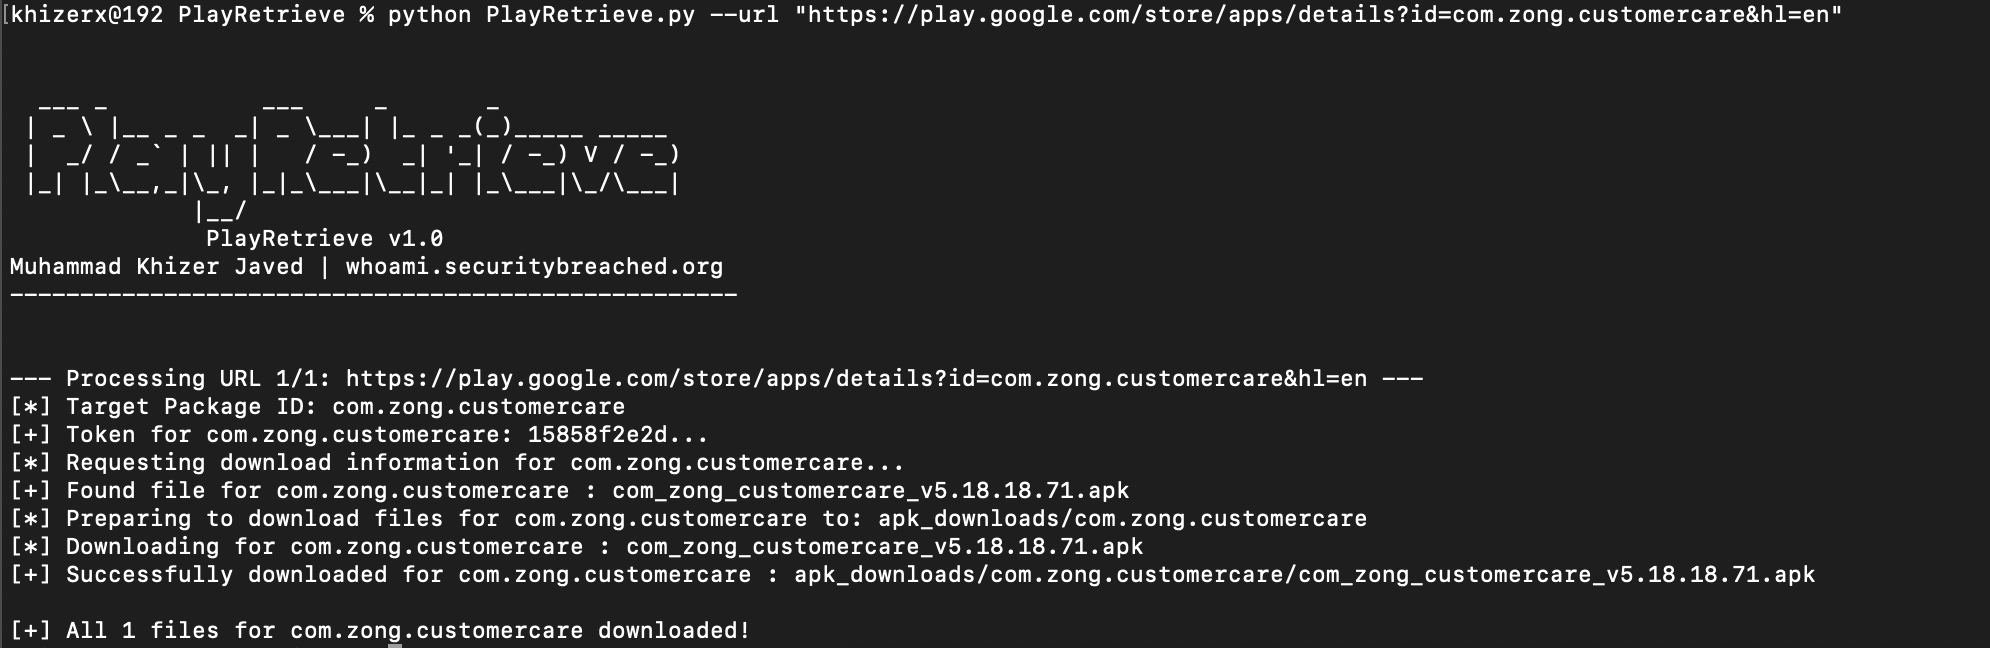 [khizerx@192 PlayRetrieve % python PlayRetrieve.py --url "https://play.google.com/store/apps/details?id=com.zong.customercare&hl=en"
  ___ _           ___     _       _
 | _ \ |__ _ _  _| _ \___| |_ _ _(_)_____ _____
 |  _/ / _` | || |   / -_)  _| '_| / -_) V / -_)
 |_| |_\__,_|\_, |_|_\___|\__|_| |_\___|\_/\___|
             |__/
              PlayRetrieve v1.0
Muhammad Khizer Javed | whoami.securitybreached.org
----------------------------------------------------
--- Processing URL 1/1: https://play.google.com/store/apps/details?id=com.zong.customercare&hl=en ---
[*] Target Package ID: com.zong.customercare
[+] Token for com.zong.customercare: 15858f2e2d...
[*] Requesting download information for com.zong.customercare...
[+] Found file for com.zong.customercare : com_zong_customercare_v5.18.18.71.apk
[*] Preparing to download files for com.zong.customercare to: apk_downloads/com.zong.customercare
[*] Downloading for com.zong.customercare : com_zong_customercare_v5.18.18.71.apk
[+] Successfully downloaded for com.zong.customercare : apk_downloads/com.zong.customercare/com_zong_customercare_v5.18.18.71.apk
[+] All 1 files for com.zong.customercare downloaded!